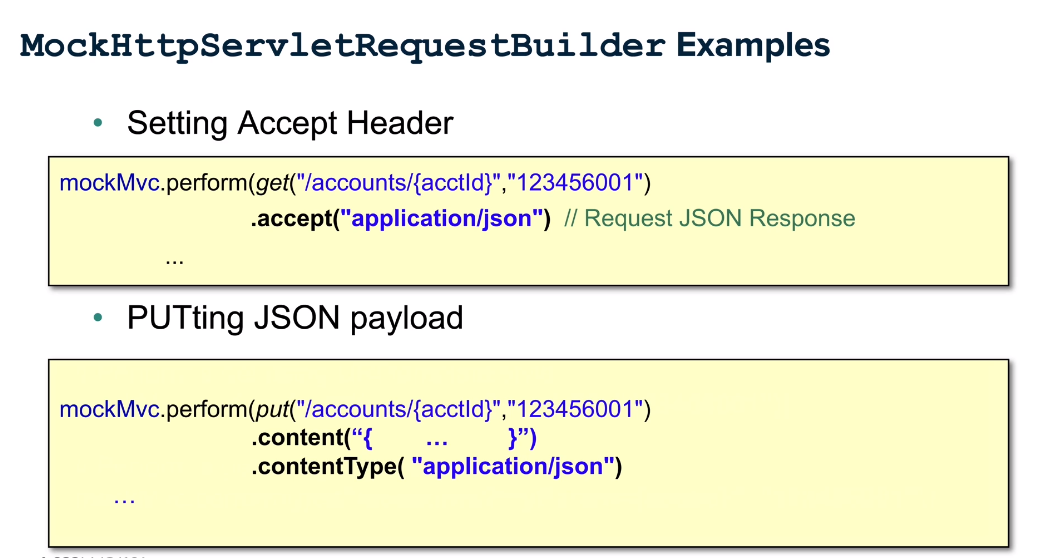 MockHttpServletRequestBuilder Examples
• Setting Accept Header
mockMvc.perform(get("/accounts/{acctId}","123456001")
.accept("application/json") // Request JSON Response
...
• PUTting JSON payload
mockMvc.perform(put("/accounts/{acctId}","123456001")
.content(“{ … }”)
.contentType( "application/json")
…